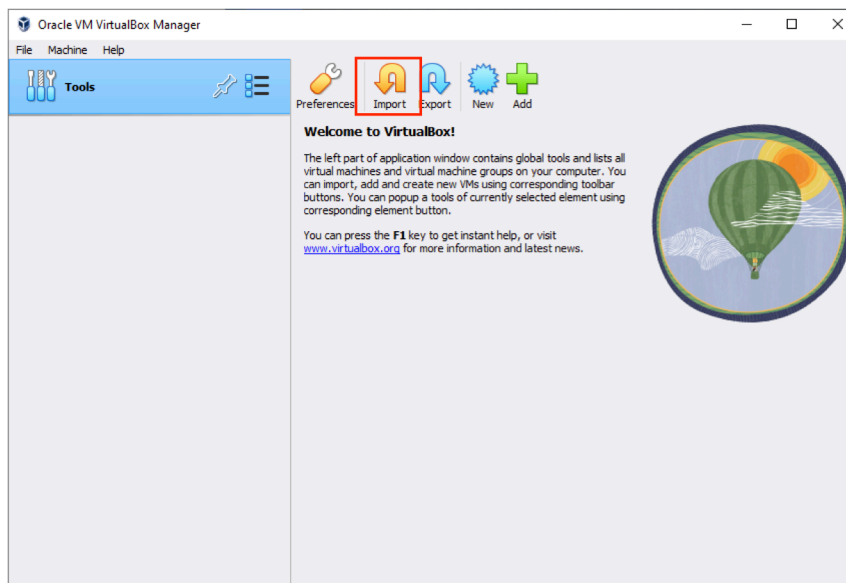 Oracle VM VirtualBox Manager
File Machine Help
Tools
Preferences Import Export New Add
Welcome to VirtualBox!
The left part of application window contains global tools and lists all
virtual machines and virtual machine groups on your computer. You
can import, add and create new VMs using corresponding toolbar
buttons. You can popup a tools of currently selected element using
corresponding element button.
You can press the F1 key to get instant help, or visit
www.virtualbox.org for more information and latest news.